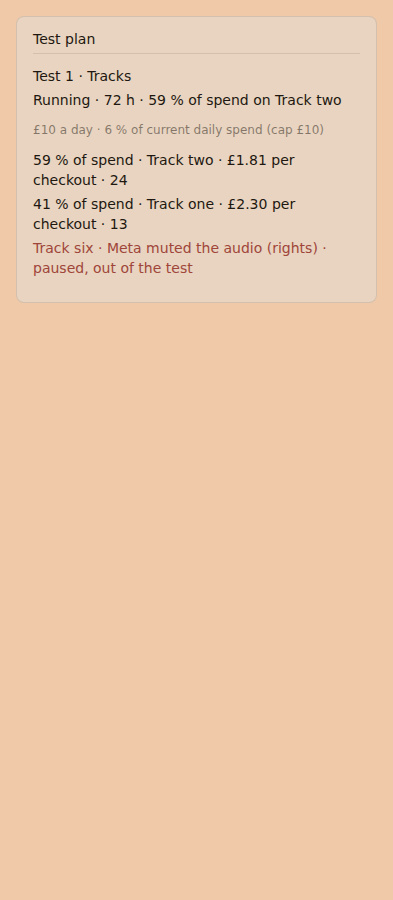 Test plan
Test 1 · Tracks
Running · 72 h · 59 % of spend on Track two
£10 a day · 6 % of current daily spend (cap £10)
59 % of spend · Track two · £1.81 per
checkout · 24
41 % of spend · Track one · £2.30 per
checkout · 13
Track six · Meta muted the audio (rights) ·
paused, out of the test